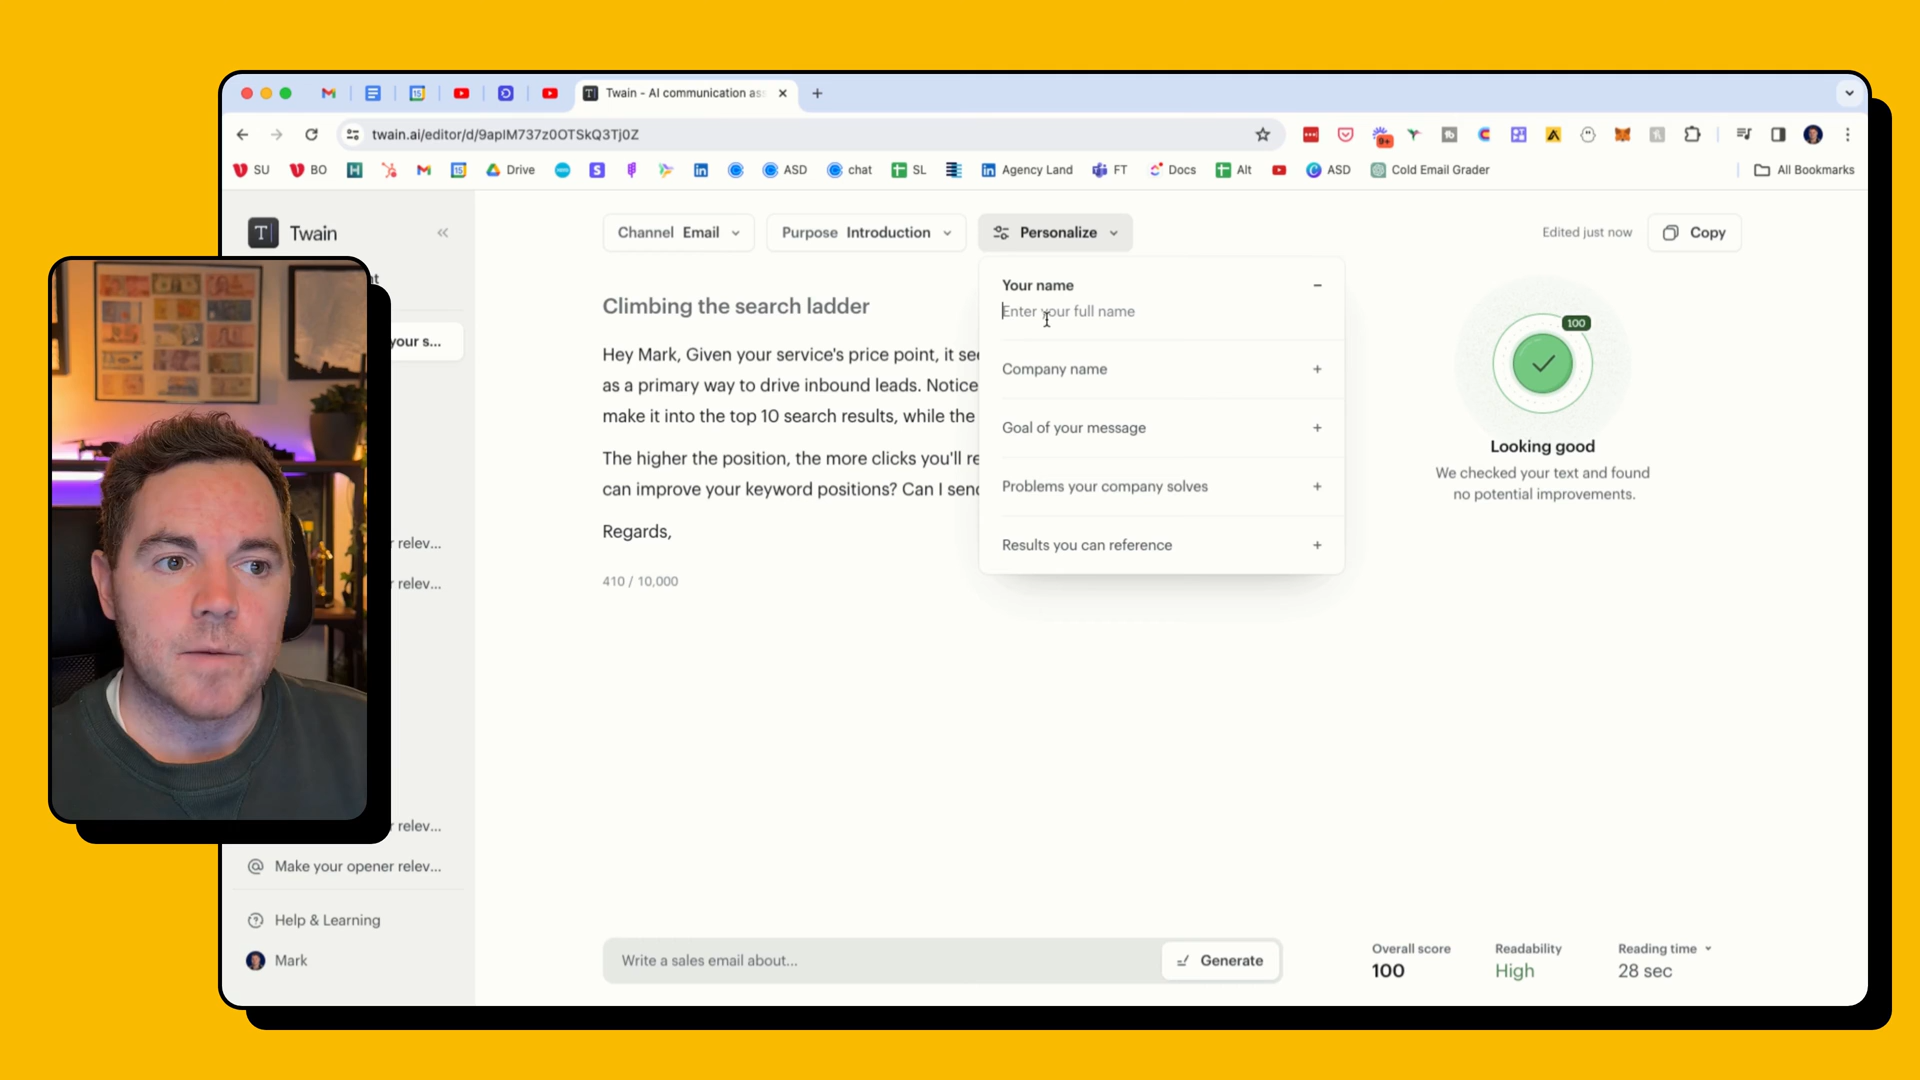 Twain - AI communication as
twain.ai/editor/d/9aplM737z0OTSkQ3Tj0Z
9+
SU
BO
Drive
ASD
chat
SL
Agency Land
FT
Docs
Alt
ASD
Cold Email Grader
All Bookmarks
Twain
your s...
relev...
relev...
relev...
Make your opener relev...
Help & Learning
Mark
Channel Email
Purpose Introduction
Personalize
Edited just now
Copy
Climbing the search ladder
Hey Mark, Given your service's price point, it see
as a primary way to drive inbound leads. Notice
make it into the top 10 search results, while the
The higher the position, the more clicks you'll re
can improve your keyword positions? Can I send
Regards,
410 / 10,000
Your name
Enter your full name
Company name
Goal of your message
Problems your company solves
Results you can reference
100
Looking good
We checked your text and found
no potential improvements.
Write a sales email about...
Generate
Overall score
100
Readability
High
Reading time
28 sec